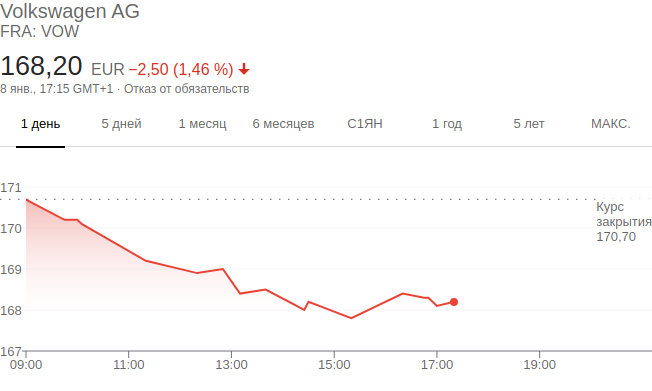 Volkswagen AG
FRA: VOW
168,20 EUR −2,50 (1,46 %)
8 янв., 17:15 GMT+1 · Отказ от обязательств
1 день 5 дней 1 месяц 6 месяцев С1ЯН 1 год 5 лет МАКС.
171
Курс
закрытия
170,70
170
169
168
167
09:00 11:00 13:00 15:00 17:00 19:00